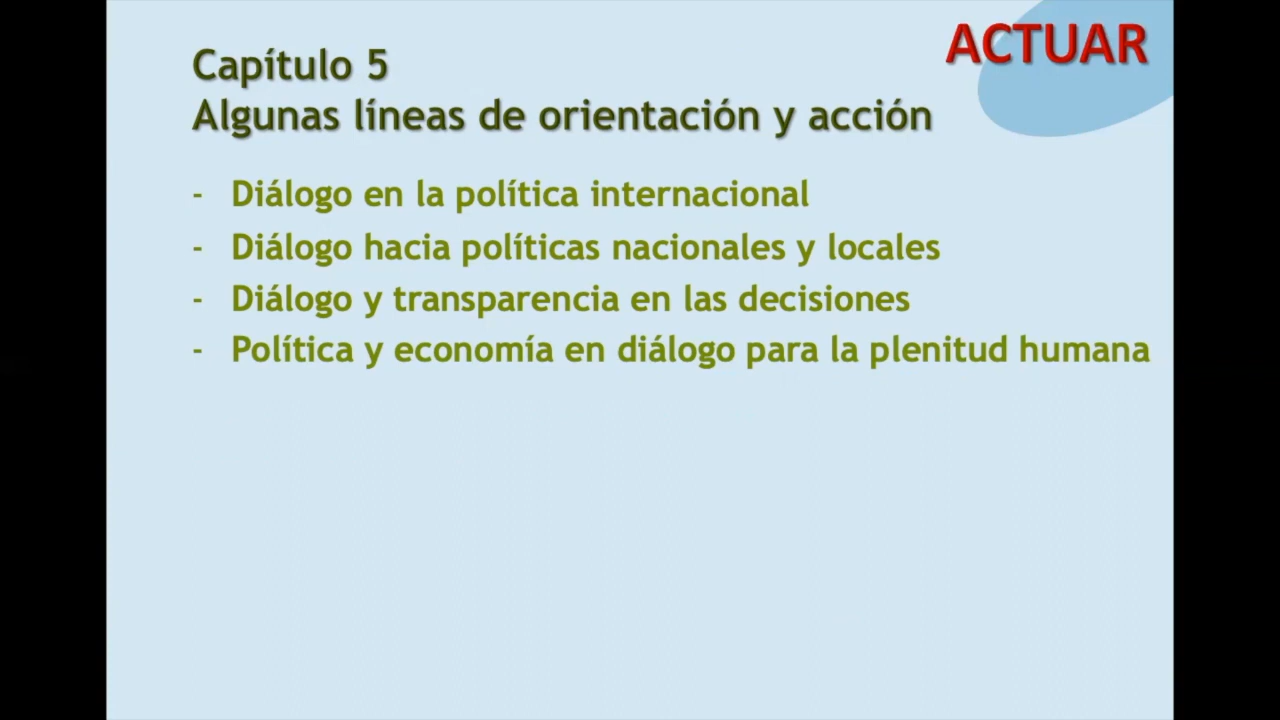 ACTUAR
Capítulo 5
Algunas líneas de orientación y acción
- Diálogo en la política internacional
- Diálogo hacia políticas nacionales y locales
- Diálogo y transparencia en las decisiones
- Política y economía en diálogo para la plenitud humana